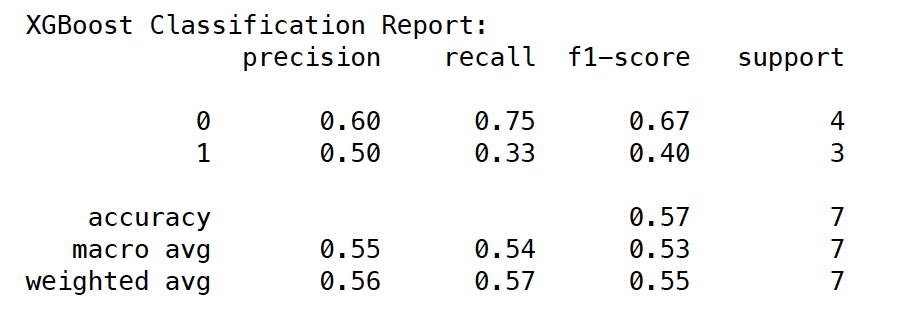 XGBoost Classification Report:
precision recall f1-score support
0 0.60 0.75 0.67 4
1 0.50 0.33 0.40 3
accuracy 0.57 7
macro avg 0.55 0.54 0.53 7
weighted avg 0.56 0.57 0.55 7